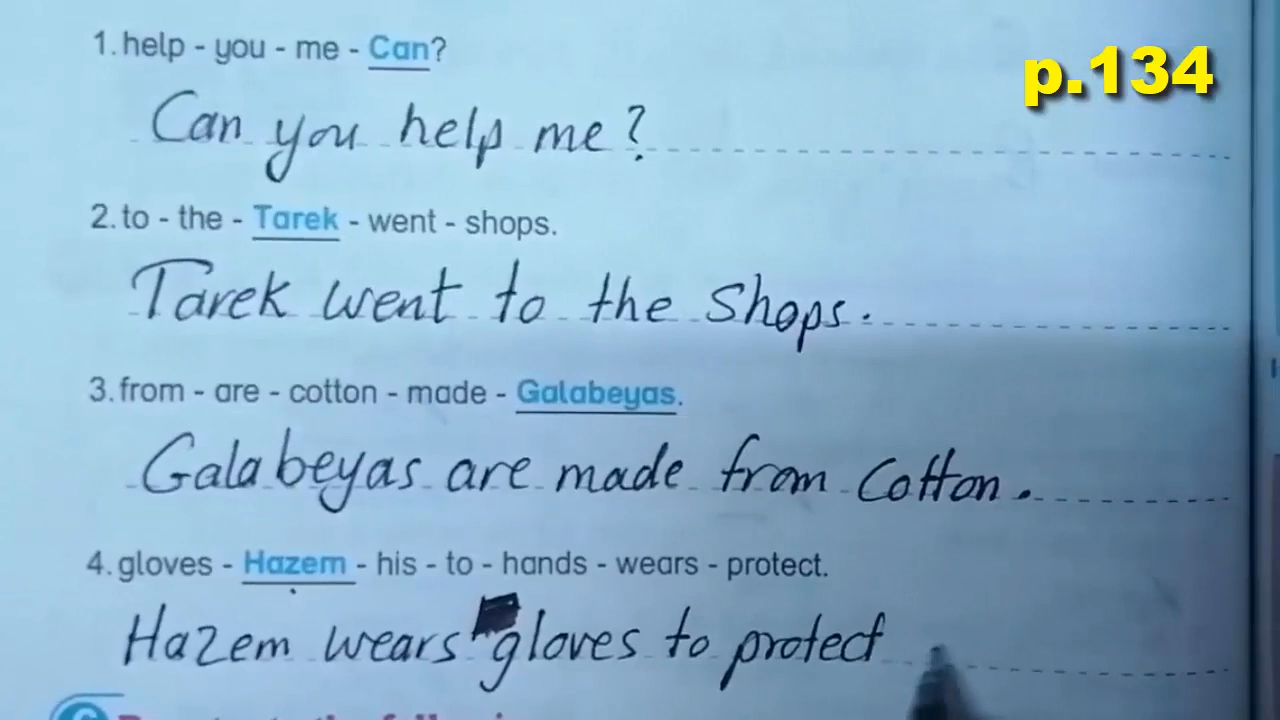 1. help - you - me - Can?
p.134
Can you help me?
2. to - the - Tarek - went - shops.
Tarek went to the Shops.
3. from - are - cotton - made - Galabeyas.
Galabeyas are made from Cotton.
4. gloves - Hazem - his - to - hands - wears - protect.
Hazem wears gloves to protect